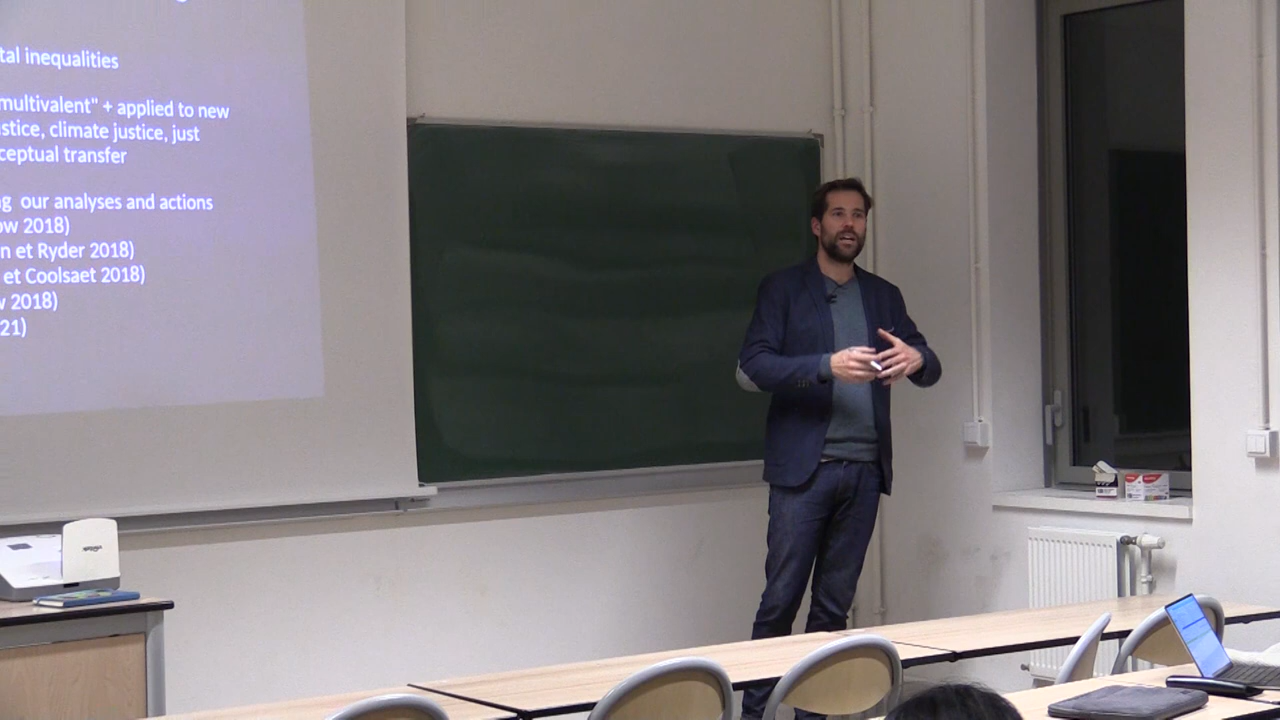 tal inequalities
multivalent" + applied to new
stice, climate justice, just
ceptual transfer
g our analyses and actions
ow 2018)
n et Ryder 2018)
et Coolsaet 2018)
w 2018)
21)